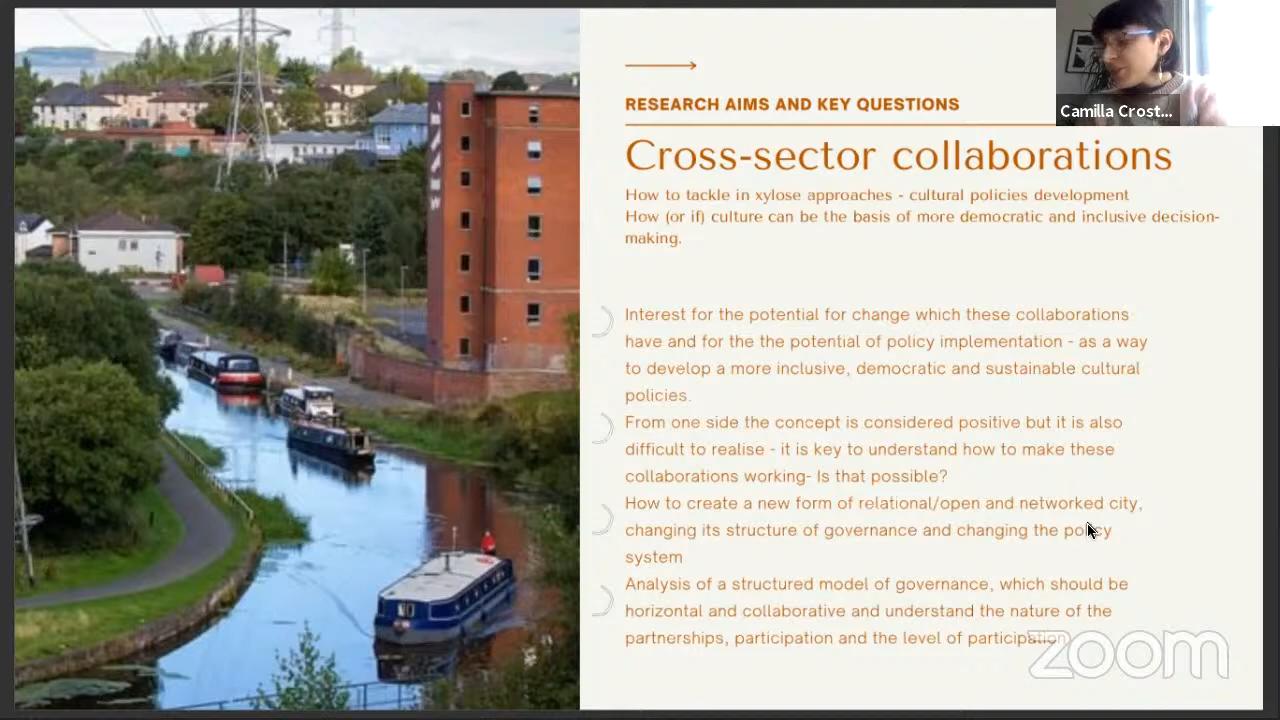 RESEARCH AIMS AND KEY QUESTIONS
Camilla Crost...
Cross-sector collaborations
How to tackle in xylose approaches - cultural policies development
How (or if) culture can be the basis of more democratic and inclusive decision-
making.
Interest for the potential for change which these collaborations
have and for the the potential of policy implementation - as a way
to develop a more inclusive, democratic and sustainable cultural
policies.
From one side the concept is considered positive but it is also
difficult to realise - it is key to understand how to make these
collaborations working- Is that possible?
How to create a new form of relational/open and networked city,
changing its structure of governance and changing the policy
system
Analysis of a structured model of governance, which should be
horizontal and collaborative and understand the nature of the
partnerships, participation and the level of participation
zoom